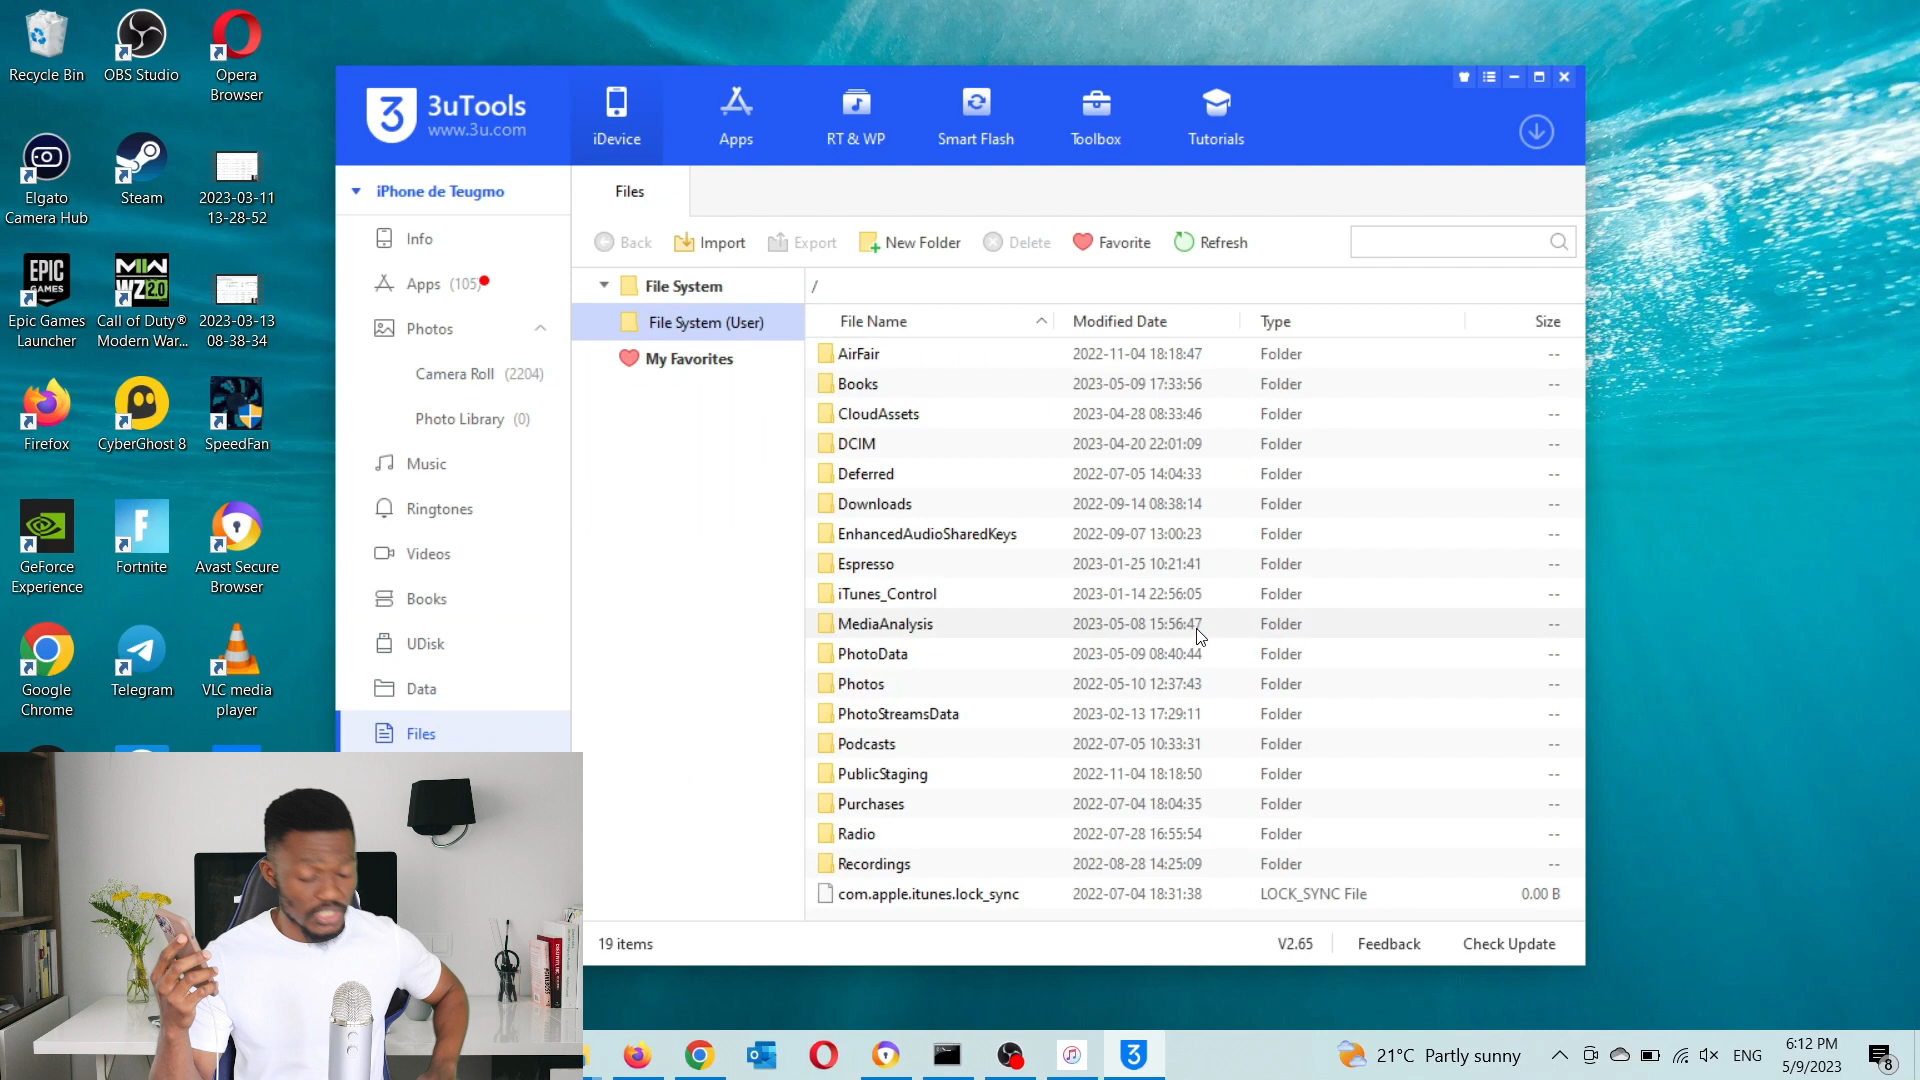 Recycle Bin
OBS Studio
Opera
Browser
Elgato
Camera Hub
Steam
2023-03-11
13-28-52
EPIC
GAMES
Epic Games
Launcher
MW
WZ2.0
Call of Duty®
Modern War...
2023-03-13
08-38-34
Firefox
CyberGhost 8
SpeedFan
GeForce
Experience
Fortnite
Avast Secure
Browser
Google
Chrome
Telegram
VLC media
player
3uTools
www.3u.com
iDevice
Apps
RT & WP
Smart Flash
Toolbox
Tutorials
iPhone de Teugmo
Info
Apps (105)
Photos
Camera Roll (2204)
Photo Library (0)
Music
Ringtones
Videos
Books
UDisk
Data
Files
Files
Back Import Export New Folder Delete Favorite Refresh
File System
File System (User)
My Favorites
/
File Name Modified Date Type Size
AirFair 2022-11-04 18:18:47 Folder --
Books 2023-05-09 17:33:56 Folder --
CloudAssets 2023-04-28 08:33:46 Folder --
DCIM 2023-04-20 22:01:09 Folder --
Deferred 2022-07-05 14:04:33 Folder --
Downloads 2022-09-14 08:38:14 Folder --
EnhancedAudioSharedKeys 2022-09-07 13:00:23 Folder --
Espresso 2023-01-25 10:21:41 Folder --
iTunes_Control 2023-01-14 22:56:05 Folder --
MediaAnalysis 2023-05-08 15:56:47 Folder --
PhotoData 2023-05-09 08:40:44 Folder --
Photos 2022-05-10 12:37:43 Folder --
PhotoStreamsData 2023-02-13 17:29:11 Folder --
Podcasts 2022-07-05 10:33:31 Folder --
PublicStaging 2022-11-04 18:18:50 Folder --
Purchases 2022-07-04 18:04:35 Folder --
Radio 2022-07-28 16:55:54 Folder --
Recordings 2022-08-28 14:25:09 Folder --
com.apple.itunes.lock_sync 2022-07-04 18:31:38 LOCK_SYNC File 0.00 B
19 items
V2.65 Feedback Check Update
21°C Partly sunny
ENG
6:12 PM
5/9/2023
8